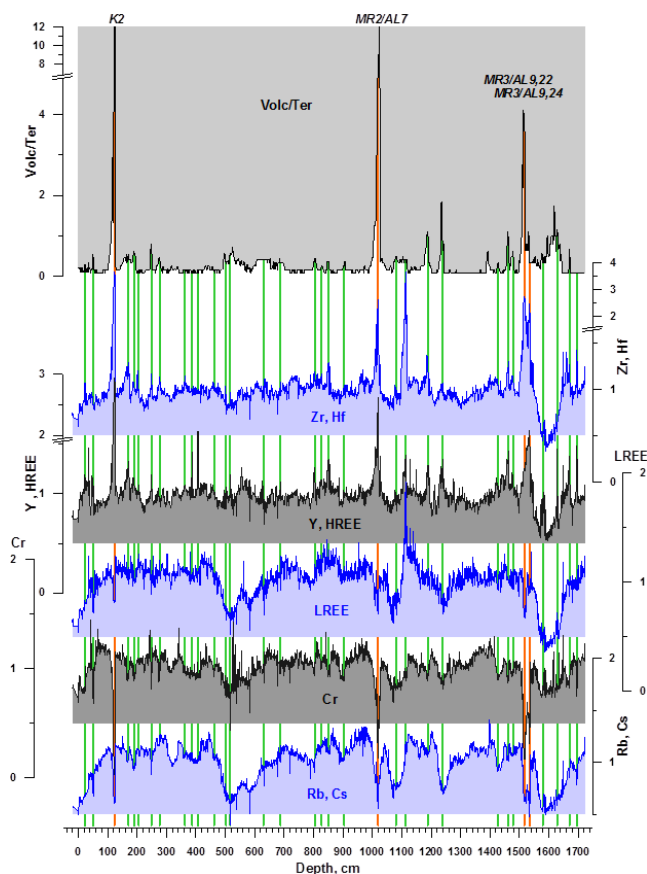 K2
MR2/AL7
MR3/AL9,22
MR3/AL9,24
12
10
8
4
2
0
Volc/Ter
Volc/Ter
4
3
2
1
0
Zr, Hf
Zr, Hf
3
2
1
0
Y, HREE
Y, HREE
LREE
2
1
0
LREE
Cr
2
1
0
Cr
2
1
Rb, Cs
Rb, Cs
0 100 200 300 400 500 600 700 800 900 1000 1100 1200 1300 1400 1500 1600 1700
Depth, cm